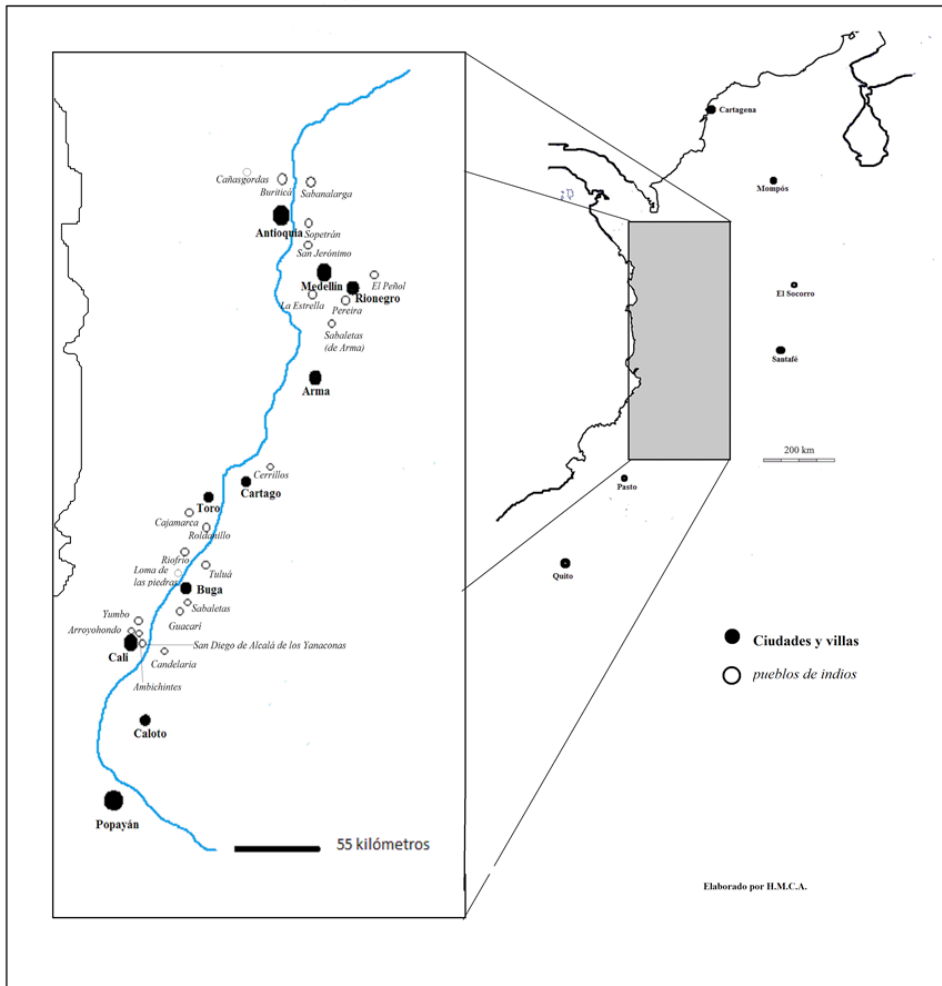 Cartagena
Cañasgordas
Buriticá
Sabanalarga
Mompós
Antioquia
Sopetrán
San Jerónimo
Medellín
El Peñol
Rionegro
La Estrella
Pereira
El Socorro
Sabaletas
(de Arma)
Santafé
Arma
200 km
Cerrillos
Cartago
Pasto
Toro
Cajamarca
Roldanillo
Riofrío
Loma de
las piedras
Tuluá
Quito
Buga
Sabaletas
Guacarí
Yumbo
Arroyohondo
San Diego de Alcalá de los Yanaconas
Cali
Candelaria
Ambichintes
Ciudades y villas
pueblos de indios
Caloto
Popayán
55 kilómetros
Elaborado por H.M.C.A.